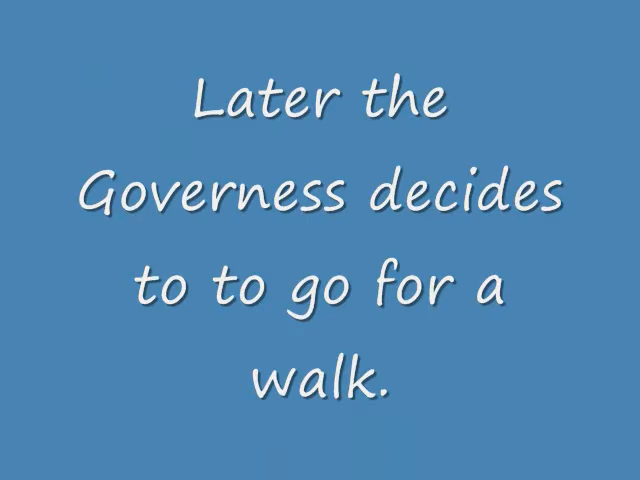 Later the
Governess decides
to to go for a
walk.